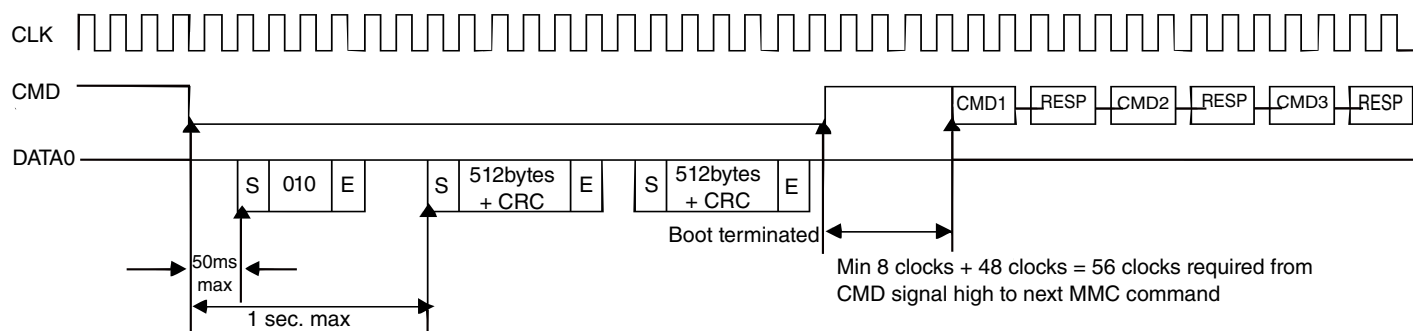 CLK
CMD
CMD1
RESP
CMD2
RESP
CMD3
RESP
DATA0
S
010
E
S
512bytes
+ CRC
E
S
512bytes
+ CRC
E
Boot terminated
50ms
max
Min 8 clocks + 48 clocks = 56 clocks required from
CMD signal high to next MMC command
1 sec. max